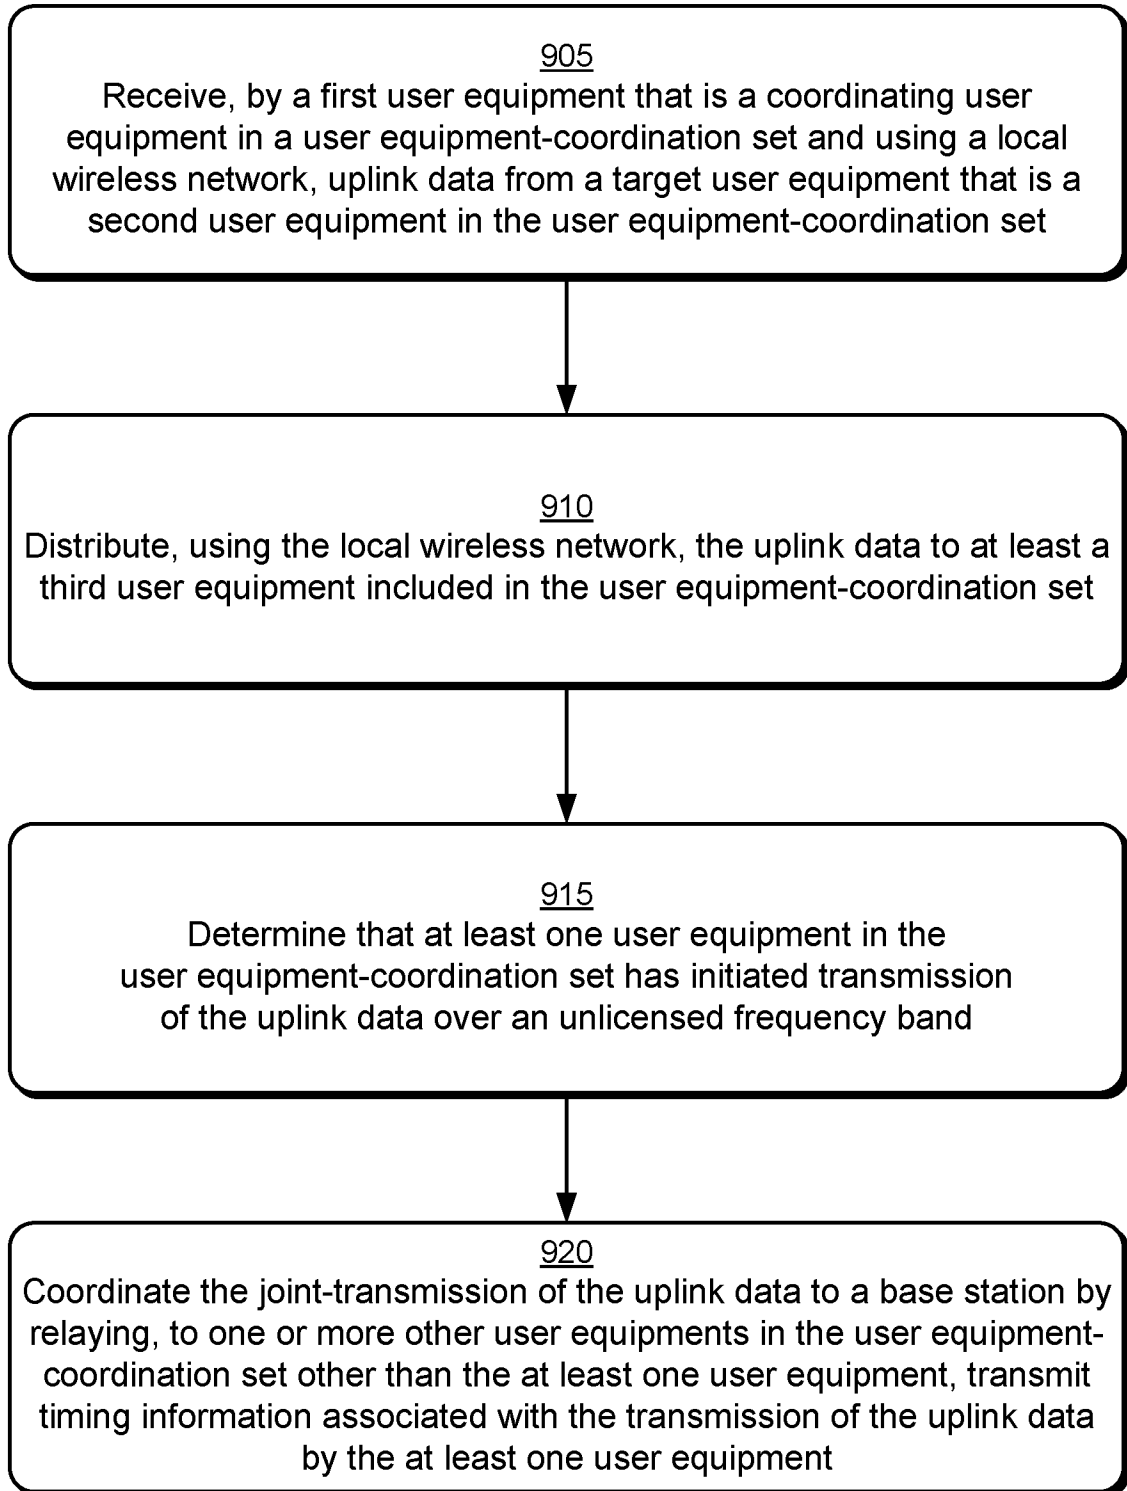 905
Receive, by a first user equipment that is a coordinating user
equipment in a user equipment-coordination set and using a local
wireless network, uplink data from a target user equipment that is a
second user equipment in the user equipment-coordination set
910
Distribute, using the local wireless network, the uplink data to at least a
third user equipment included in the user equipment-coordination set
915
Determine that at least one user equipment in the
user equipment-coordination set has initiated transmission
of the uplink data over an unlicensed frequency band
920
Coordinate the joint-transmission of the uplink data to a base station by
relaying, to one or more other user equipments in the user equipment-
coordination set other than the at least one user equipment, transmit
timing information associated with the transmission of the uplink data
by the at least one user equipment